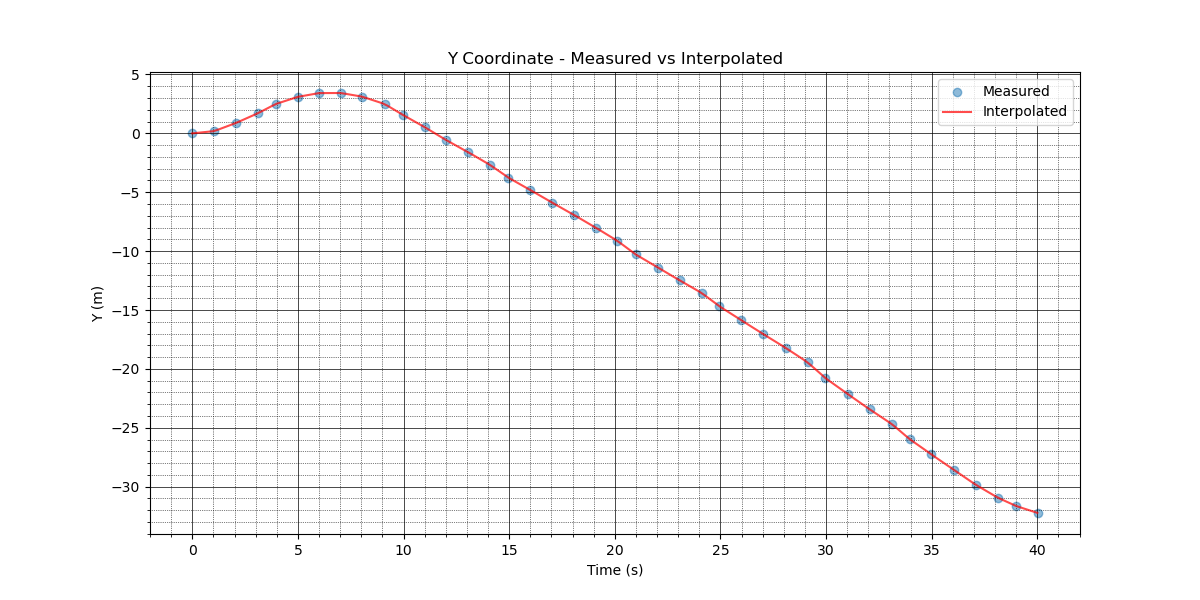 Y Coordinate - Measured vs Interpolated
Measured
Interpolated
5
0
−5
−10
−15
−20
−25
−30
Y (m)
0 5 10 15 20 25 30 35 40
Time (s)